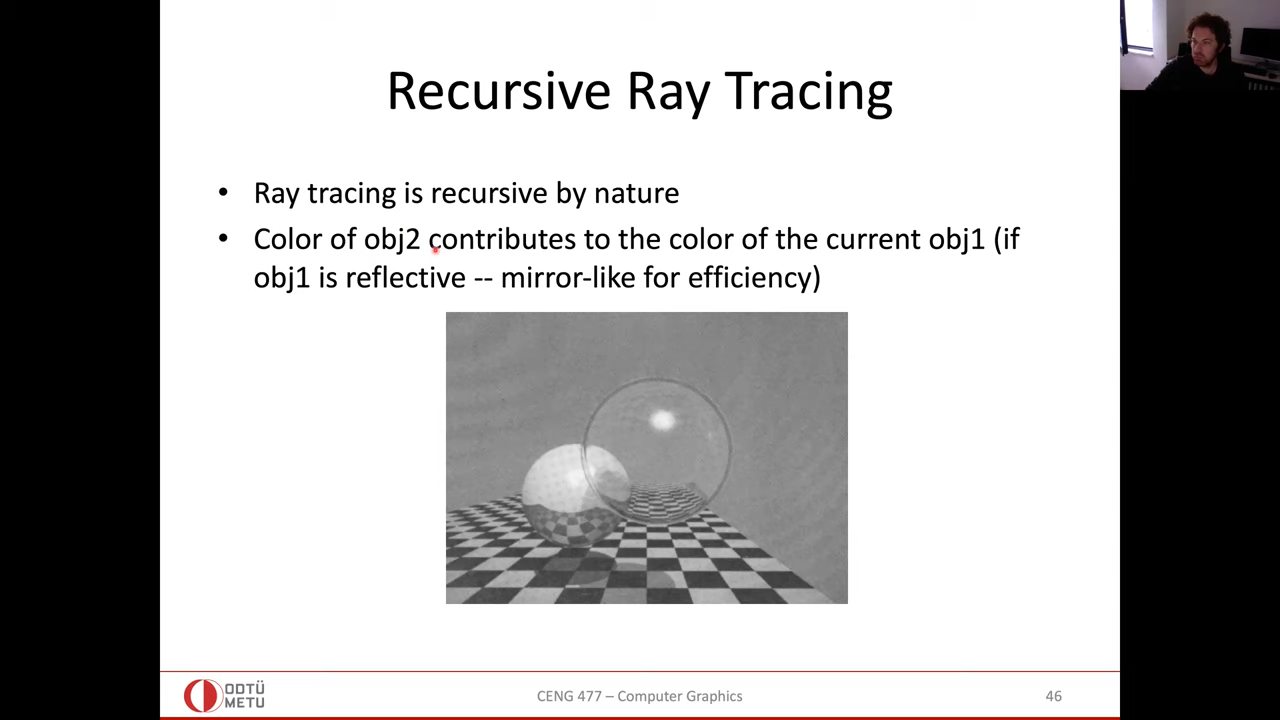 Recursive Ray Tracing
• Ray tracing is recursive by nature
• Color of obj2 contributes to the color of the current obj1 (if
obj1 is reflective -- mirror-like for efficiency)
ODTÜ
METU
CENG 477 – Computer Graphics
46